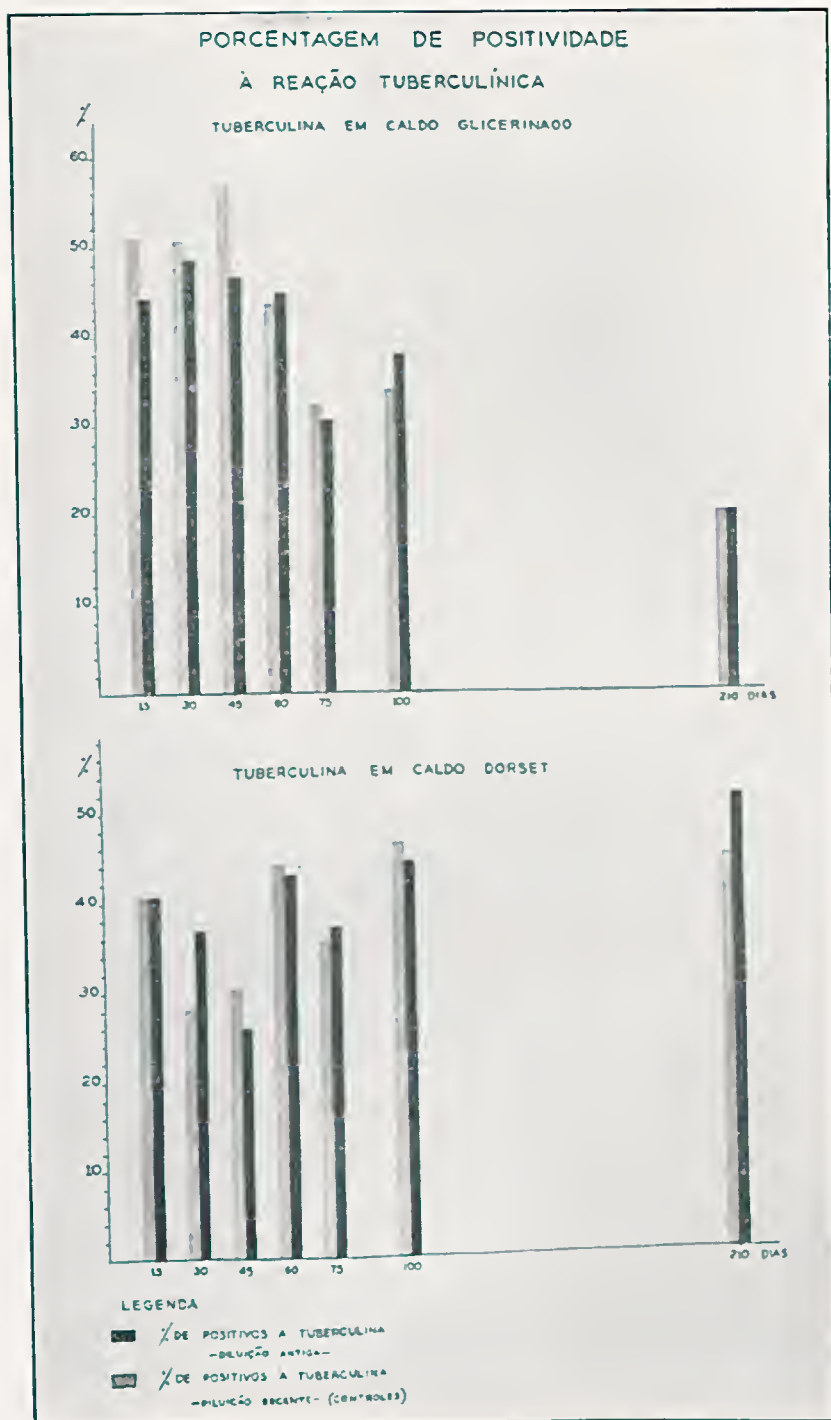 PORCENTAGEM DE POSITIVIDADE
À REAÇÃO TUBERCULÍNICA
TUBERCULINA EM CALDO GLICERINADO
%
60
50
40
30
20
10
15 30 45 60 75 100 210 DIAS
TUBERCULINA EM CALDO DORSET
%
50
40
30
20
10
15 30 45 60 75 100 210 DIAS
LEGENDA
% DE POSITIVOS A TUBERCULINA
-DILUIÇÃO ANTIGA-
% DE POSITIVOS A TUBERCULINA
-DILUIÇÃO RECENTE- (CONTROLES)